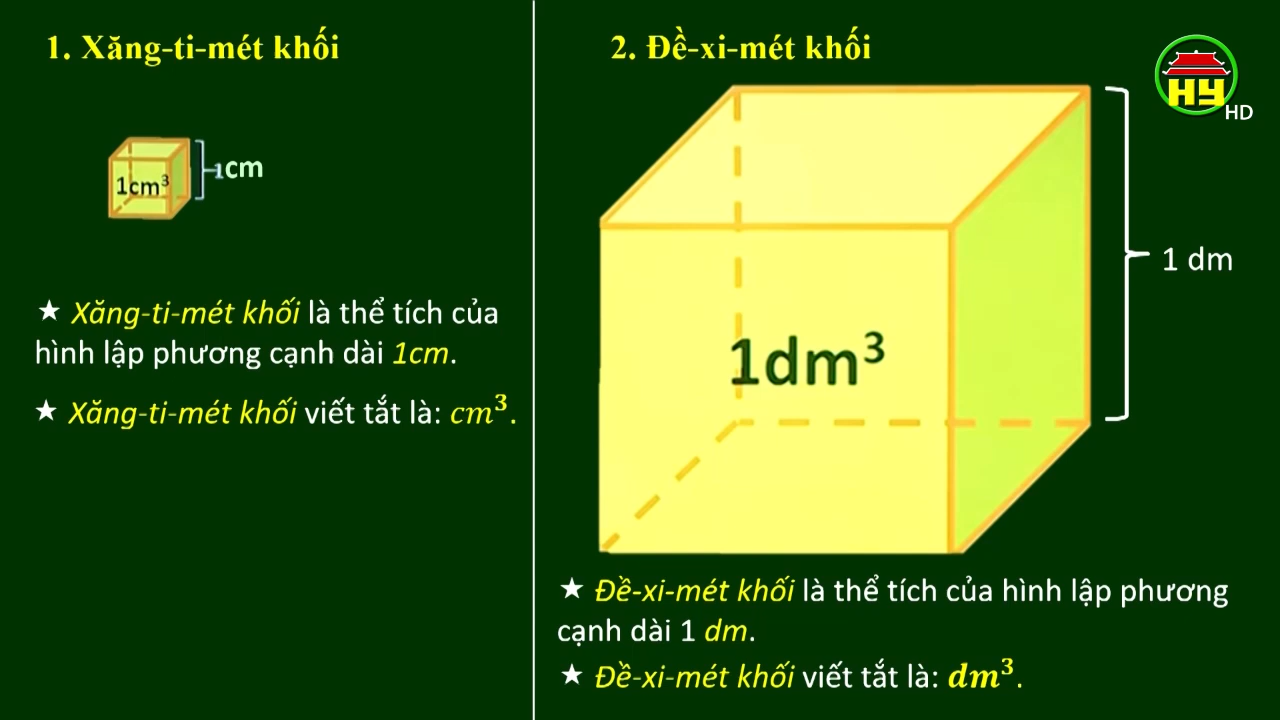 1. Xăng-ti-mét khối
1cm³
1cm
★ Xăng-ti-mét khối là thể tích của
hình lập phương cạnh dài 1cm.
★ Xăng-ti-mét khối viết tắt là: cm³.
2. Đề-xi-mét khối
HY
HD
1 dm
1dm³
★ Đề-xi-mét khối là thể tích của hình lập phương
cạnh dài 1 dm.
★ Đề-xi-mét khối viết tắt là: dm³.